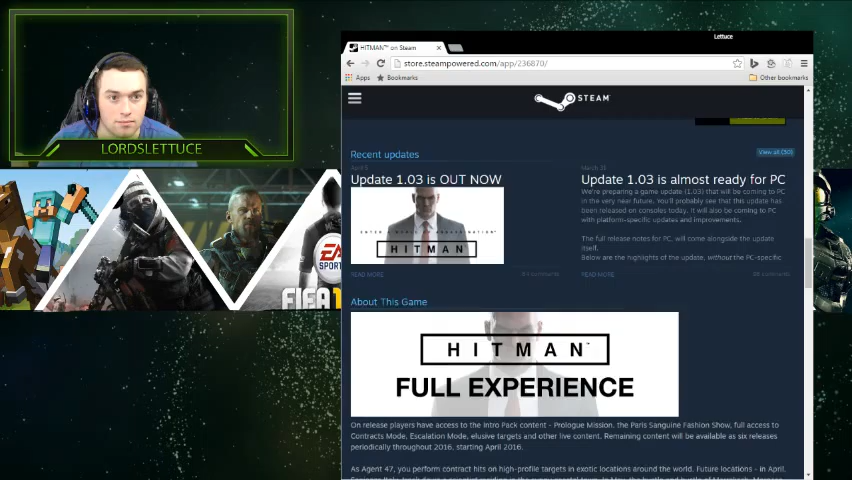 Lettuce
HITMAN™ on Steam
store.steampowered.com/app/236870/
Apps
Bookmarks
Other bookmarks
STEAM
LORDSLETTUCE
Recent updates
March 31
Update 1.03 is OUT NOW
Update 1.03 is almost ready for PC
We're preparing a game update (1.03) that will be coming to PC
in the very near future. You'll probably see that this update has
been released on consoles today. It will also be coming to PC
with platform-specific updates and improvements.
ENTER A WORLD OF ASSASSINATION
HITMAN
The full release notes for PC, will come alongside the update
itself.
Below are the highlights of the update, without the PC-specific
READ MORE
READ MORE
EA
SPORTS
FIFA
About This Game
HITMAN™
FULL EXPERIENCE
On release players have access to the Intro Pack content - Prologue Mission, the Paris Sanguine Fashion Show, full access to
Contracts Mode, Escalation Mode, elusive targets and other live content. Remaining content will be available as six releases
periodically throughout 2016, starting April 2016.
As Agent 47, you perform contract hits on high-profile targets in exotic locations around the world. Future locations - in April,